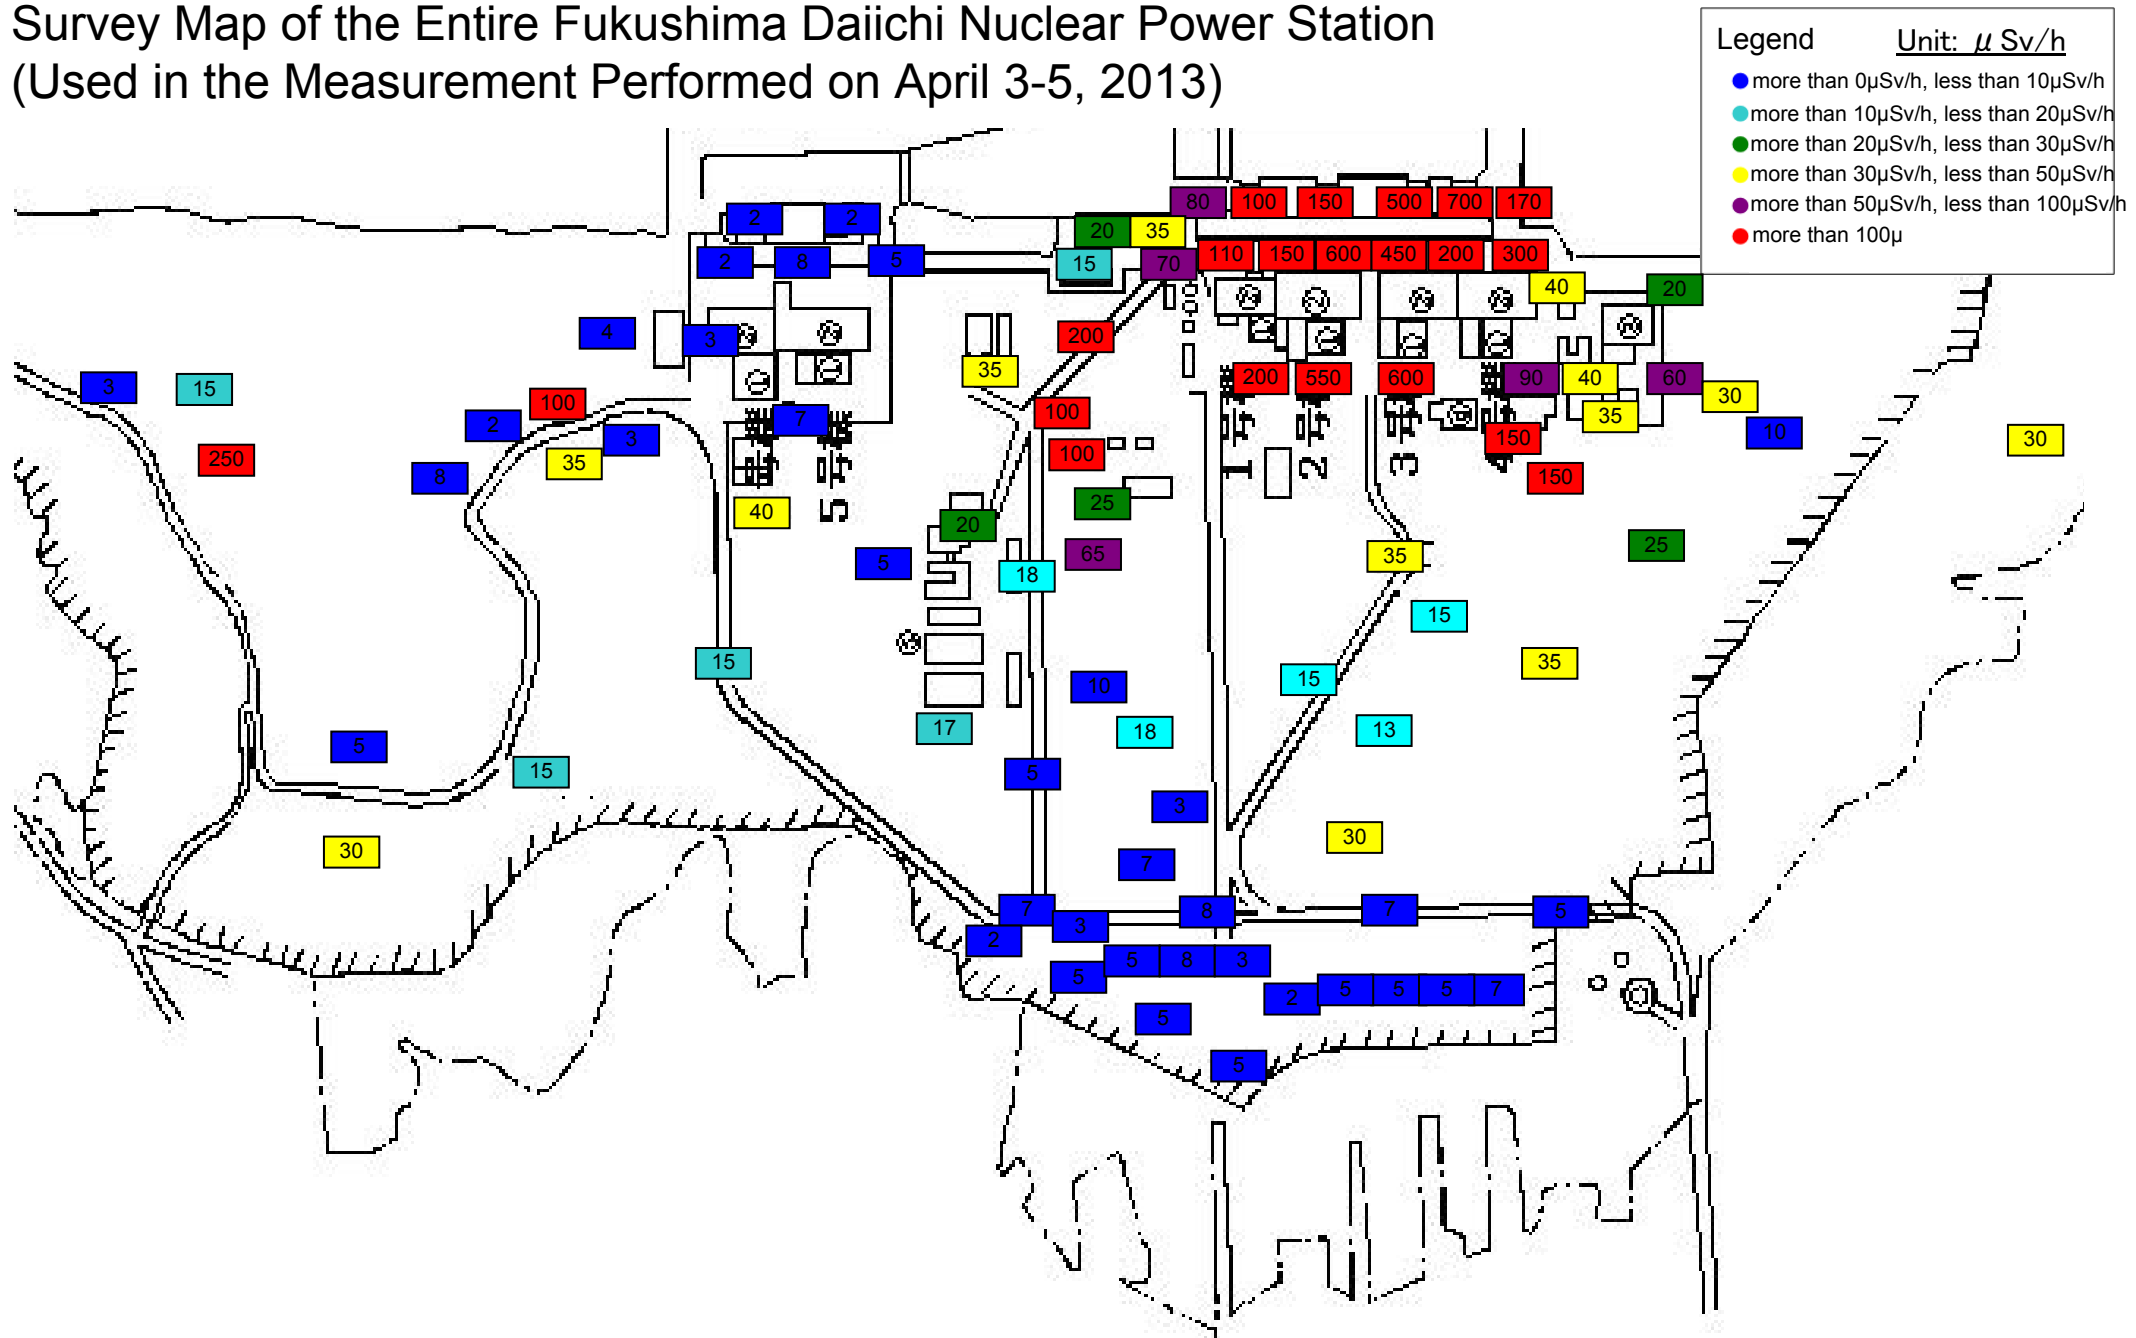 Survey Map of the Entire Fukushima Daiichi Nuclear Power Station
(Used in the Measurement Performed on April 3-5, 2013)
Legend Unit: μ Sv/h
more than 0μSv/h, less than 10μSv/h
more than 10μSv/h, less than 20μSv/h
more than 20μSv/h, less than 30μSv/h
more than 30μSv/h, less than 50μSv/h
more than 50μSv/h, less than 100μSv/h
more than 100μ
80 100 150 500 700 170
2 2 20 35
2 8 5 15 70 110 150 600 450 200 300
40 20
4 3 200
35 200 550 600 90 40 60
3 15 30
100 100 35
2 7 3 150 10 30
250 35 100
8 150
40 20 25
5 65 35 25
18
15
15 35
15
10
17 18 13
5
15 5
3
30 30
7
7 3 8 7 5
2
5 8 3
5 2 5 5 5 7
5
5
1
2
3
4
5